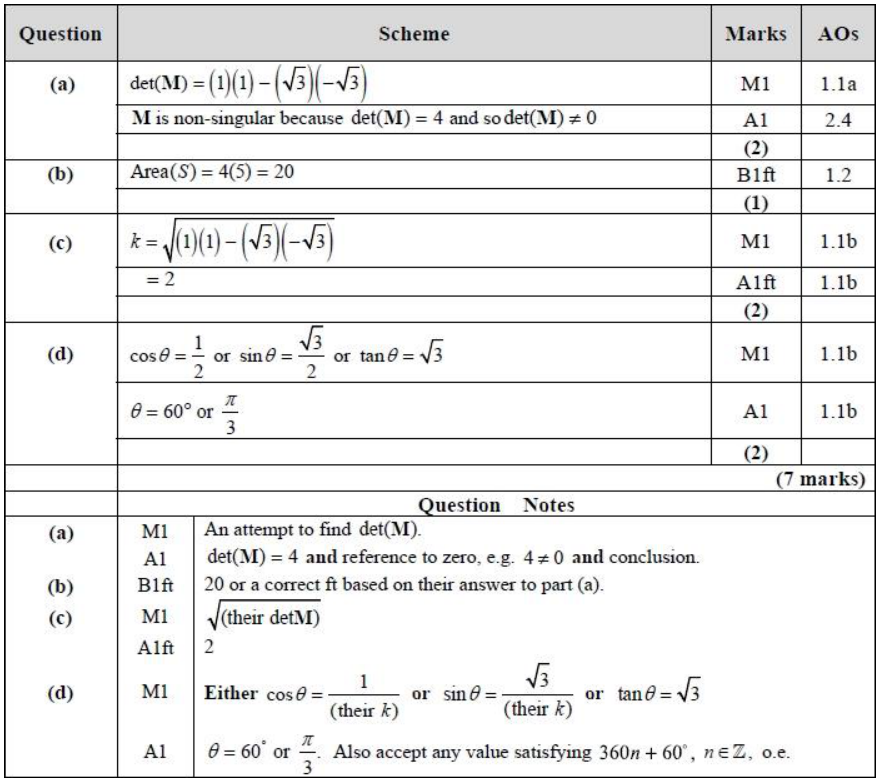 Question Scheme Marks AOs
(a) det(M) = (1)(1) − (√3)(−√3) M1 1.1a
M is non-singular because det(M) = 4 and so det(M) ≠ 0 A1 2.4
(2)
(b) Area(S) = 4(5) = 20 B1ft 1.2
(1)
(c) k = √((1)(1) − (√3)(−√3)) M1 1.1b
= 2 A1ft 1.1b
(2)
(d) cos θ = 1/2 or sin θ = √3/2 or tan θ = √3 M1 1.1b
θ = 60° or π/3 A1 1.1b
(2)
(7 marks)
Question Notes
(a) M1 An attempt to find det(M).
A1 det(M) = 4 and reference to zero, e.g. 4 ≠ 0 and conclusion.
(b) B1ft 20 or a correct ft based on their answer to part (a).
(c) M1 √(their detM)
A1ft 2
(d) M1 Either cos θ = 1/(their k) or sin θ = √3/(their k) or tan θ = √3
A1 θ = 60° or π/3. Also accept any value satisfying 360n + 60°, n ∈ ℤ, o.e.